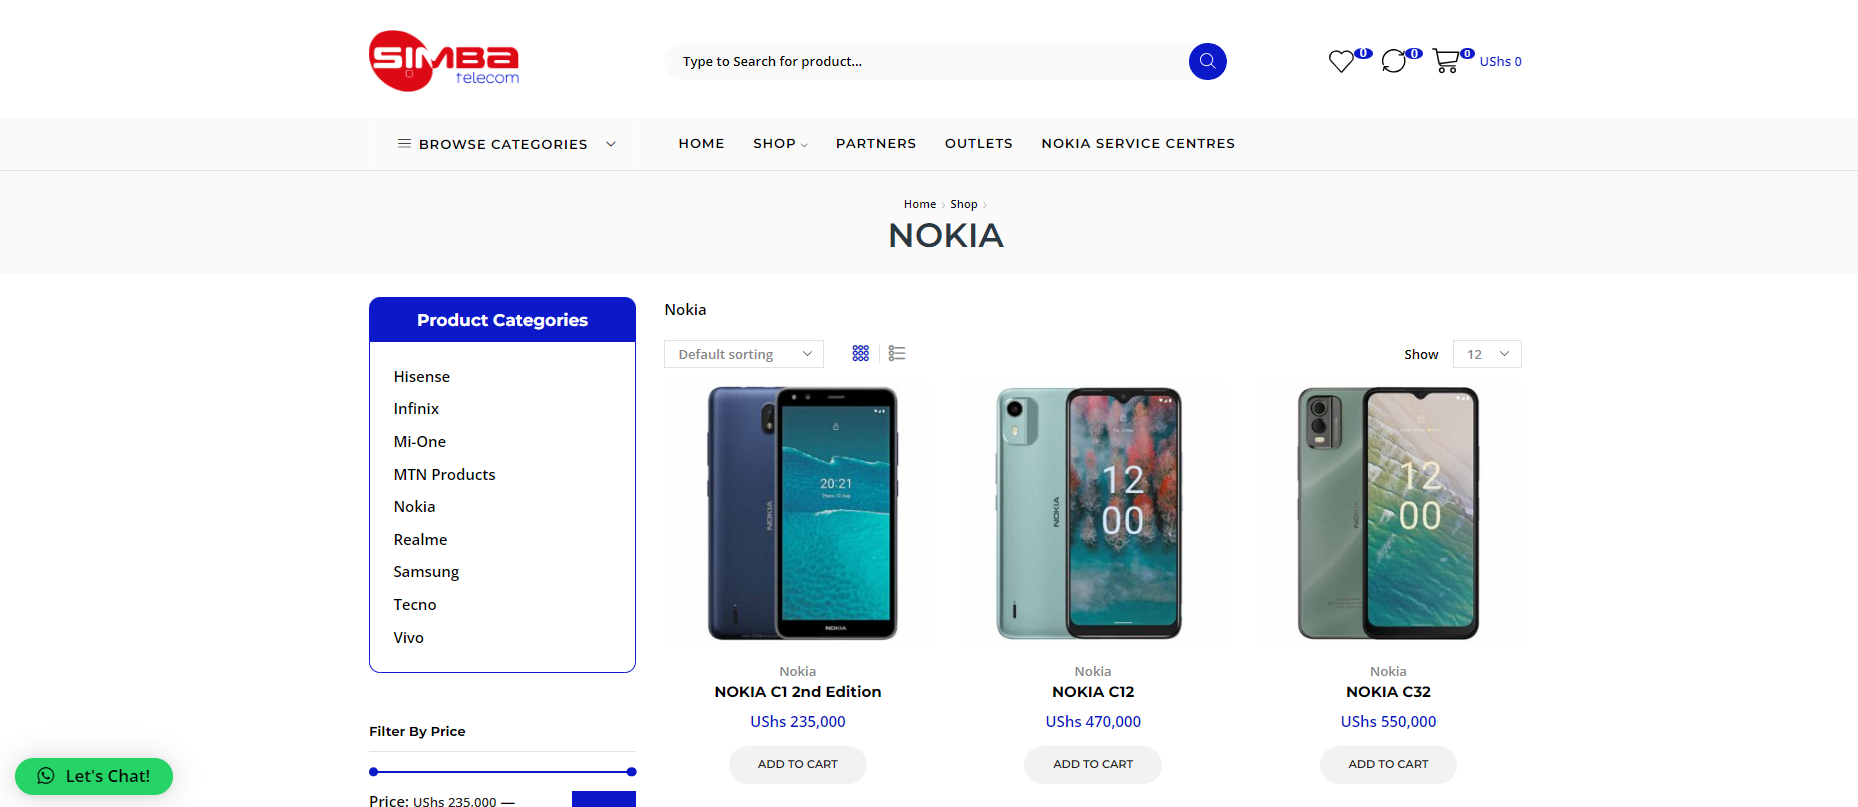 SIMBA
telecom
Type to Search for product...
0
0
0
UShs 0
BROWSE CATEGORIES
HOME
SHOP
PARTNERS
OUTLETS
NOKIA SERVICE CENTRES
Home
Shop
NOKIA
Product Categories
Hisense
Infinix
Mi-One
MTN Products
Nokia
Realme
Samsung
Tecno
Vivo
Filter By Price
Price: UShs 235,000 —
Let's Chat!
Nokia
Default sorting
Show
12
NOKIA
20:21
NOKIA
Nokia
NOKIA C1 2nd Edition
UShs 235,000
ADD TO CART
NOKIA
12
00
Nokia
NOKIA C12
UShs 470,000
ADD TO CART
NOKIA
12
00
Nokia
NOKIA C32
UShs 550,000
ADD TO CART